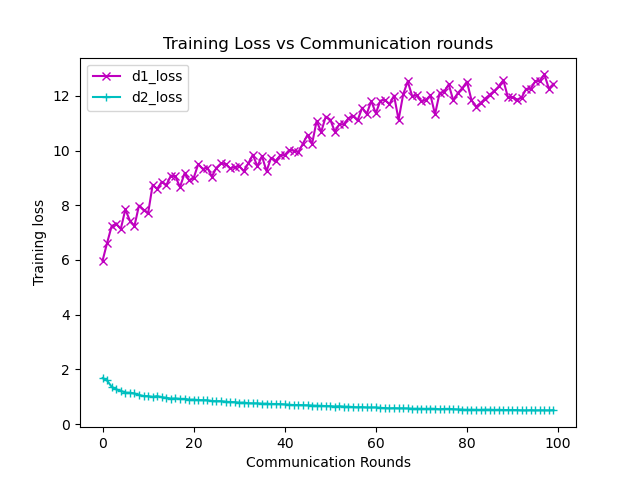 Training Loss vs Communication rounds
d1_loss
d2_loss
12
10
8
6
4
2
0
Training loss
0 20 40 60 80 100
Communication Rounds